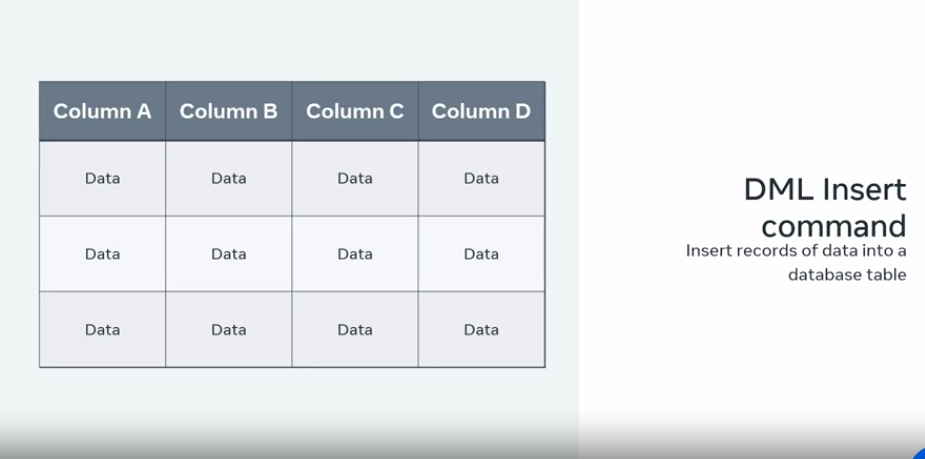 Column A Column B Column C Column D
Data Data Data Data
Data Data Data Data
Data Data Data Data
DML Insert
command
Insert records of data into a
database table